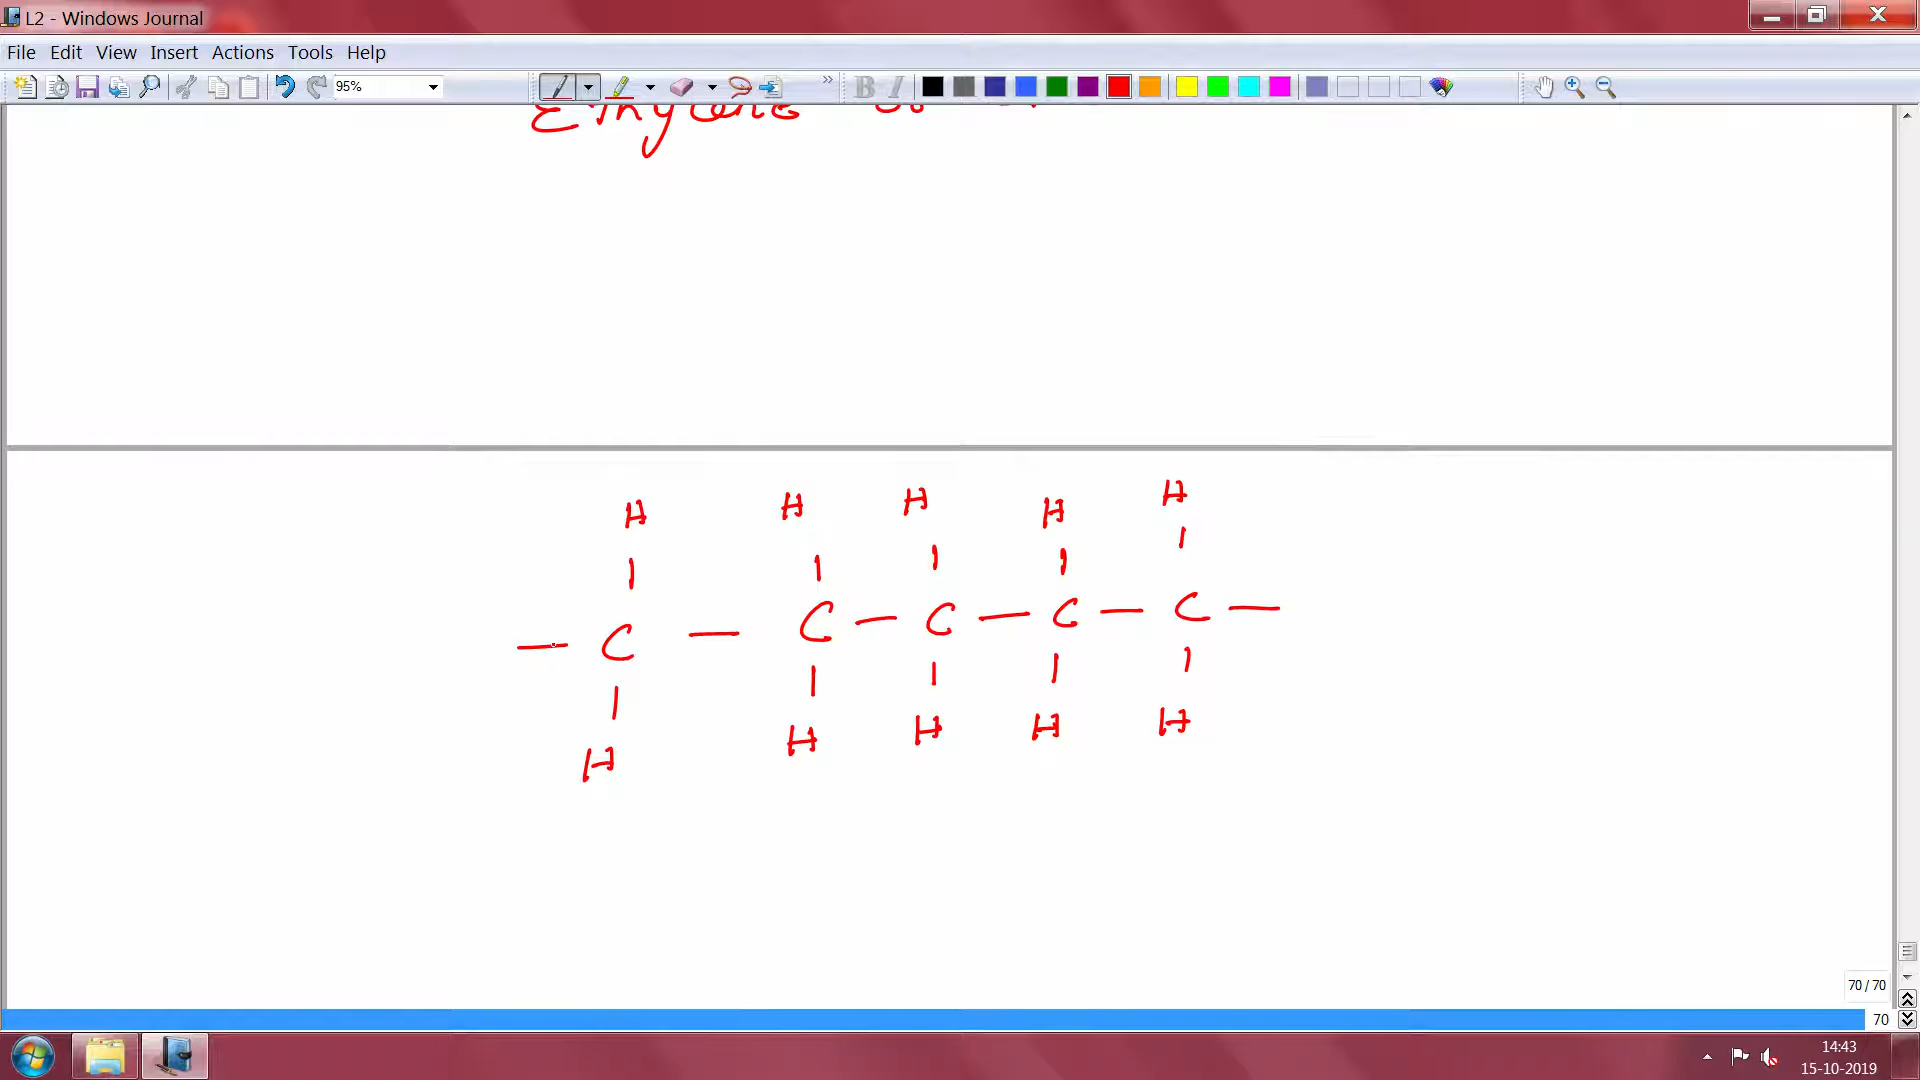 L2 - Windows Journal
File Edit View Insert Actions Tools Help
95%
B I
Ethylene
H H H H H
— C — C — C — C — C —
H H H H H
70 / 70
70
14:43
15-10-2019